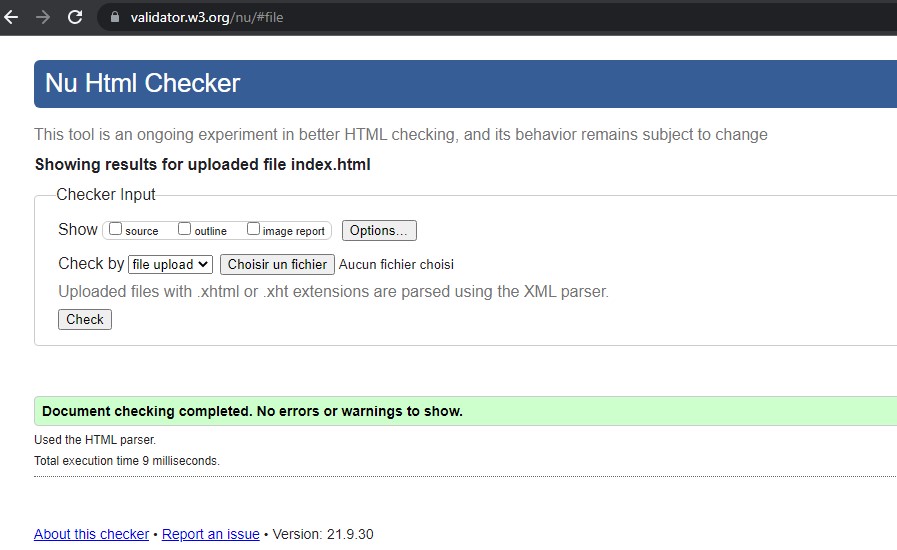 validator.w3.org/nu/#file
Nu Html Checker
This tool is an ongoing experiment in better HTML checking, and its behavior remains subject to change
Showing results for uploaded file index.html
Checker Input
Show source outline image report Options...
Check by file upload Choisir un fichier Aucun fichier choisi
Uploaded files with .xhtml or .xht extensions are parsed using the XML parser.
Check
Document checking completed. No errors or warnings to show.
Used the HTML parser.
Total execution time 9 milliseconds.
About this checker • Report an issue • Version: 21.9.30